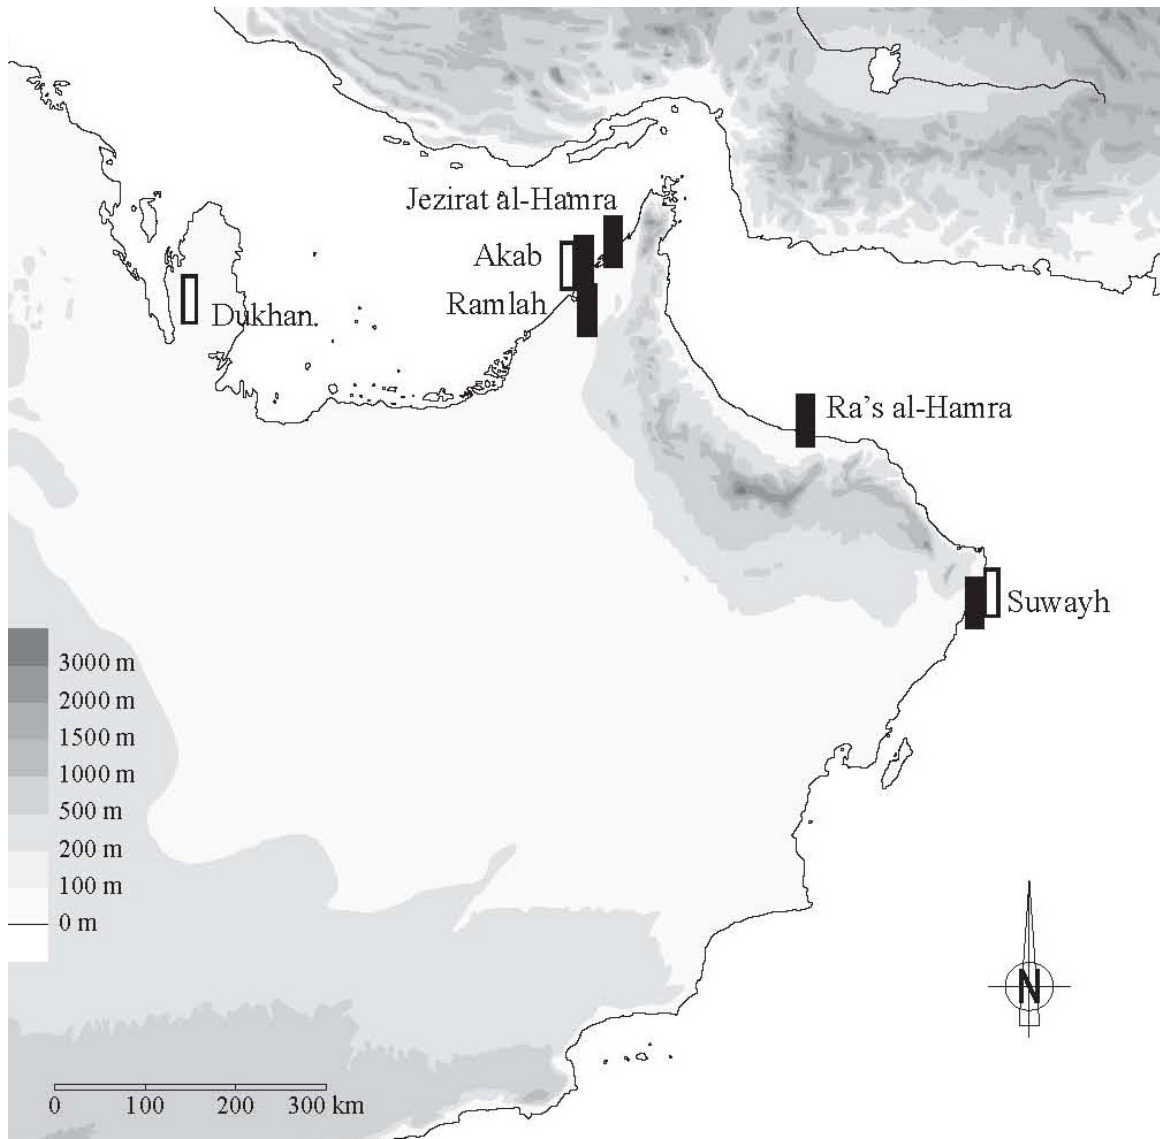 Jezirat al-Hamra
Akab
Ramlah
Dukhan.
Ra's al-Hamra
Suwayh
3000 m
2000 m
1500 m
1000 m
500 m
200 m
100 m
0 m
N
0 100 200 300 km